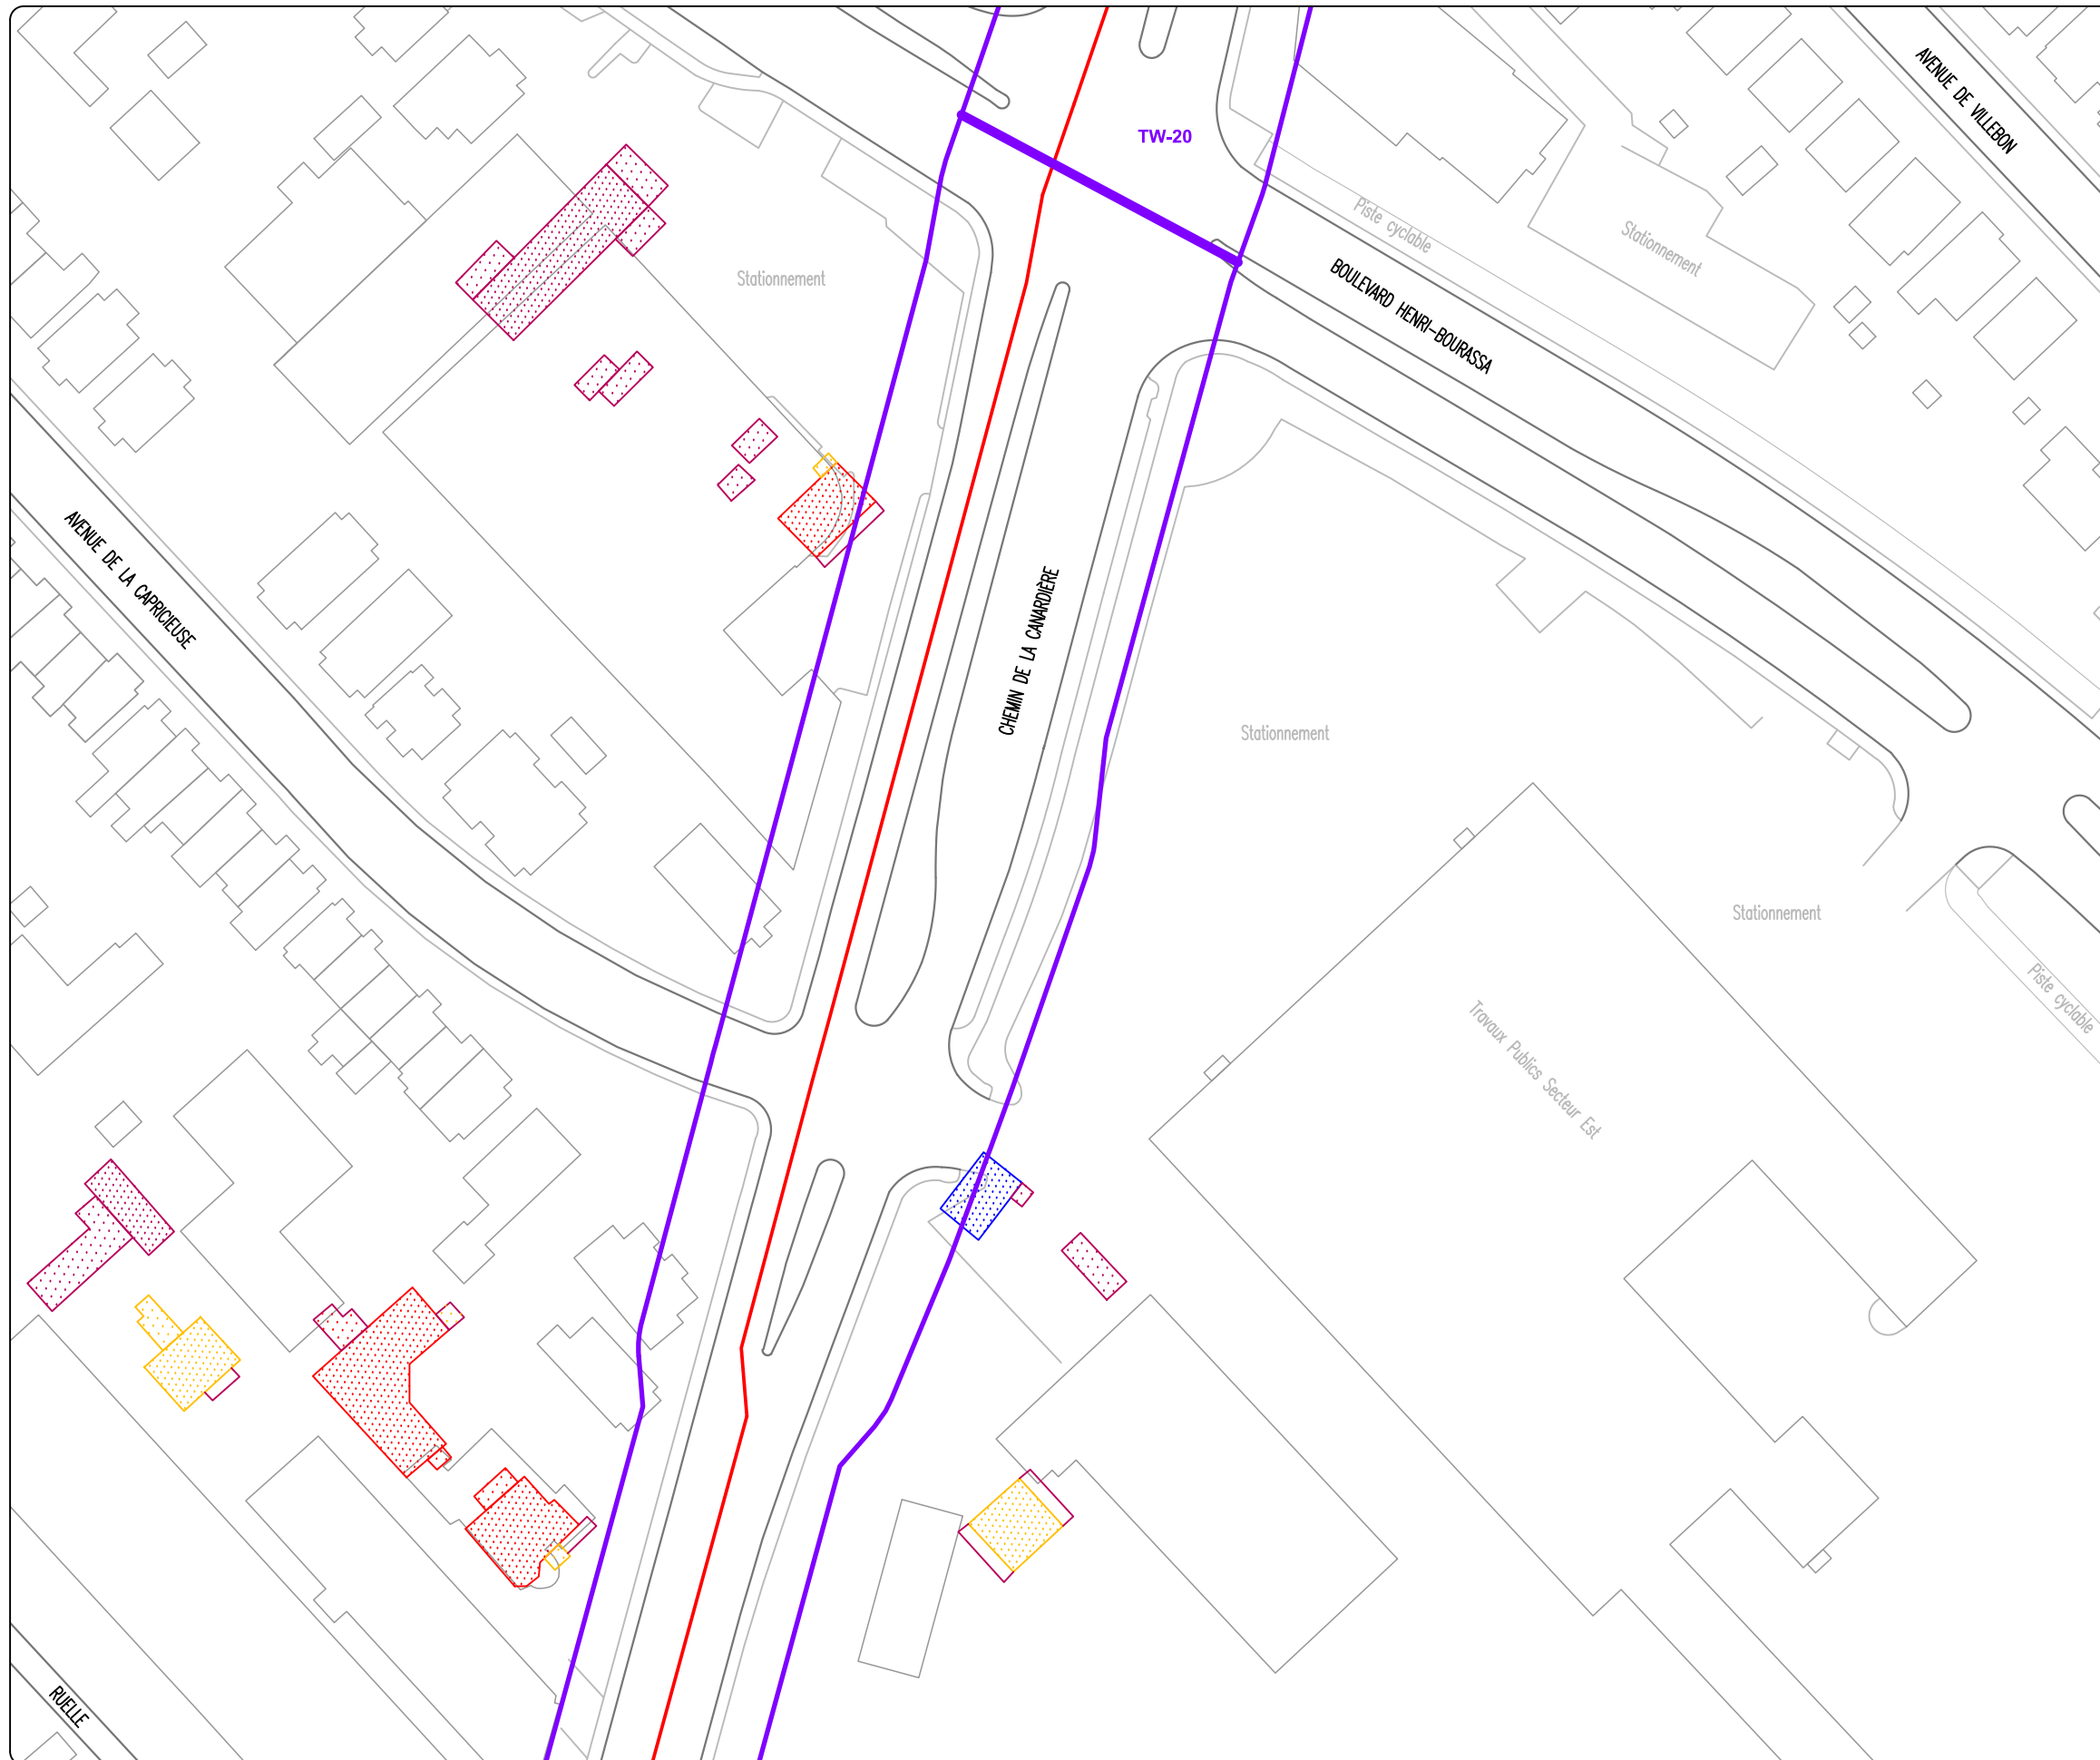 AVENUE DE VILLEBON
TW-20
Piste cyclable
Stationnement
Stationnement
BOULEVARD HENRI-BOURASSA
AVENUE DE LA CAPRICIEUSE
CHEMIN DE LA CANARDIÈRE
Stationnement
Stationnement
Piste cyclable
Travaux Publics Secteur Est
RUELLE